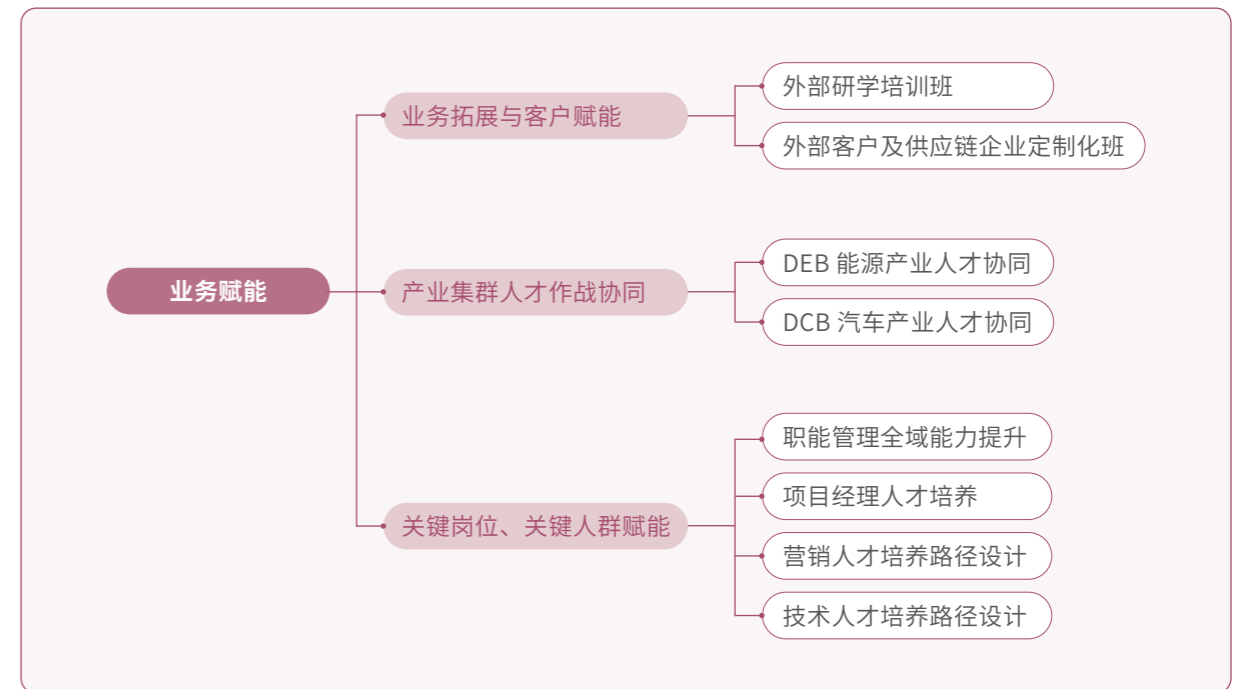 业务赋能
业务拓展与客户赋能
外部研学培训班
外部客户及供应链企业定制化班
产业集群人才作战协同
DEB 能源产业人才协同
DCB 汽车产业人才协同
关键岗位、关键人群赋能
职能管理全域能力提升
项目经理人才培养
营销人才培养路径设计
技术人才培养路径设计